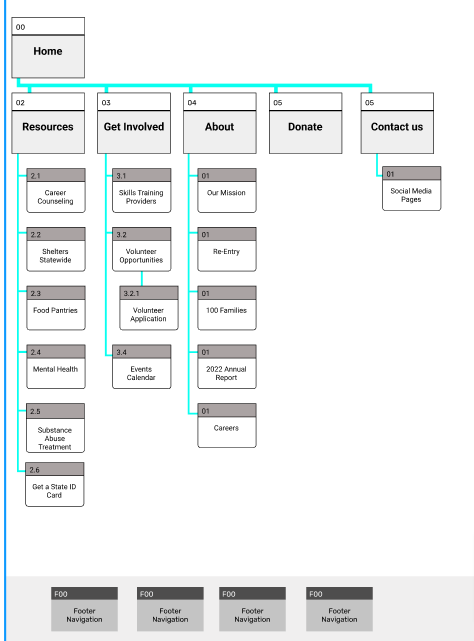 00
Home
02
Resources
03
Get Involved
04
About
05
Donate
05
Contact us
2.1
Career
Counseling
2.2
Shelters
Statewide
2.3
Food Pantries
2.4
Mental Health
2.5
Substance
Abuse
Treatment
2.6
Get a State ID
Card
3.1
Skills Training
Providers
3.2
Volunteer
Opportunities
3.2.1
Volunteer
Application
3.4
Events
Calendar
01
Our Mission
01
Re-Entry
01
100 Families
01
2022 Annual
Report
01
Careers
01
Social Media
Pages
F00
Footer
Navigation
F00
Footer
Navigation
F00
Footer
Navigation
F00
Footer
Navigation